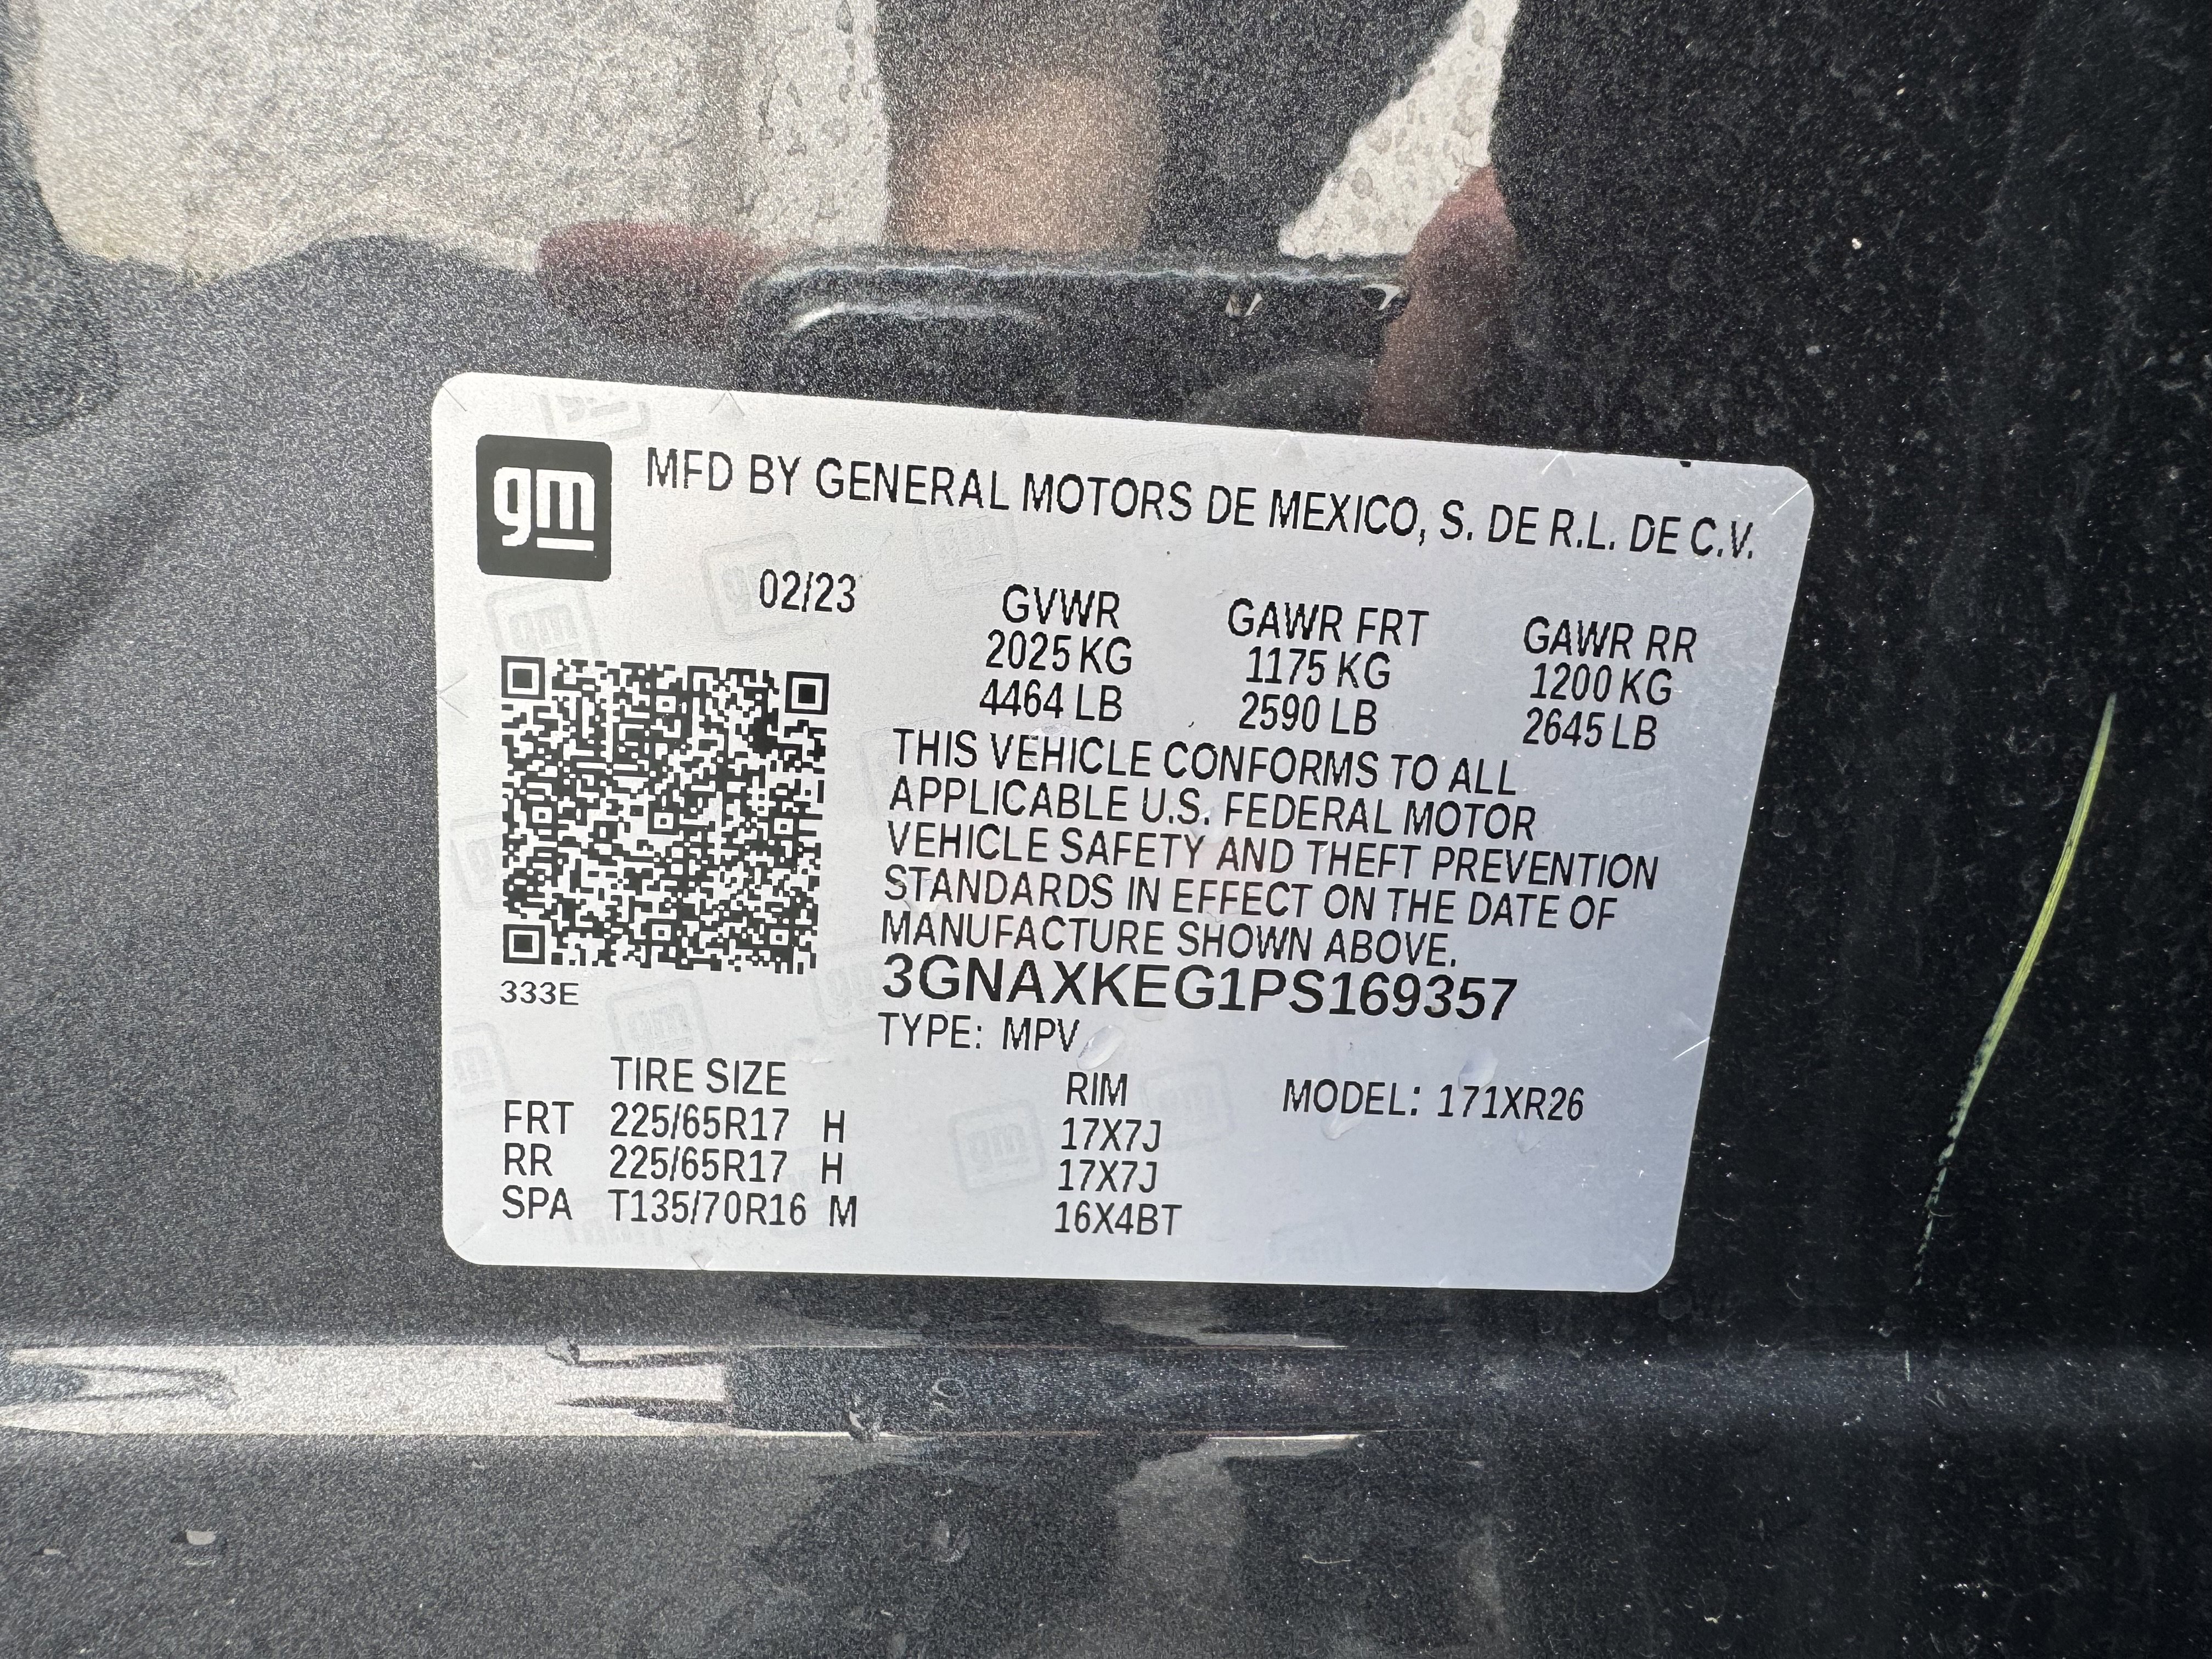 gm
MFD BY GENERAL MOTORS DE MEXICO, S. DE R.L. DE C.V.
02/23
GVWR GAWR FRT GAWR RR
2025 KG 1175 KG 1200 KG
4464 LB 2590 LB 2645 LB
THIS VEHICLE CONFORMS TO ALL
APPLICABLE U.S. FEDERAL MOTOR
VEHICLE SAFETY AND THEFT PREVENTION
STANDARDS IN EFFECT ON THE DATE OF
MANUFACTURE SHOWN ABOVE.
333E
3GNAXKEG1PS169357
TYPE: MPV
TIRE SIZE RIM MODEL: 171XR26
FRT 225/65R17 H 17X7J
RR 225/65R17 H 17X7J
SPA T135/70R16 M 16X4BT